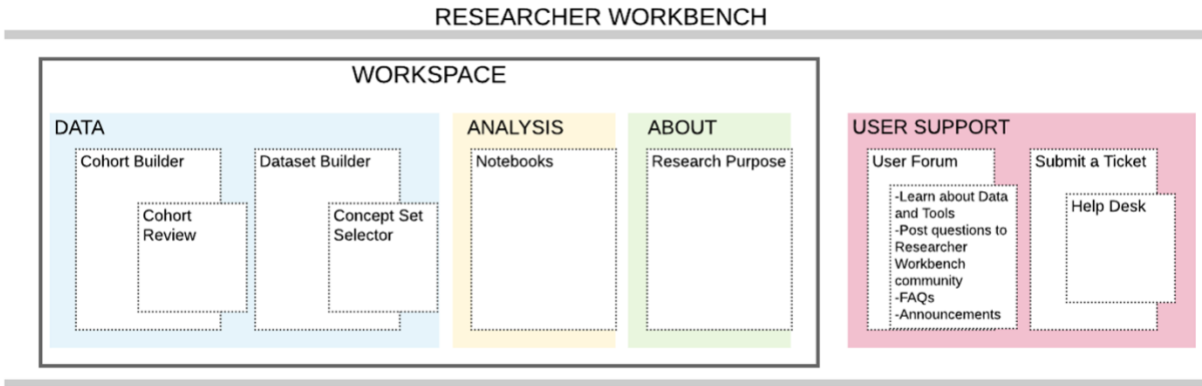 RESEARCHER WORKBENCH
WORKSPACE
DATA
Cohort Builder
Cohort
Review
Dataset Builder
Concept Set
Selector
ANALYSIS
Notebooks
ABOUT
Research Purpose
USER SUPPORT
User Forum
-Learn about Data
and Tools
-Post questions to
Researcher
Workbench
community
-FAQs
-Announcements
Submit a Ticket
Help Desk